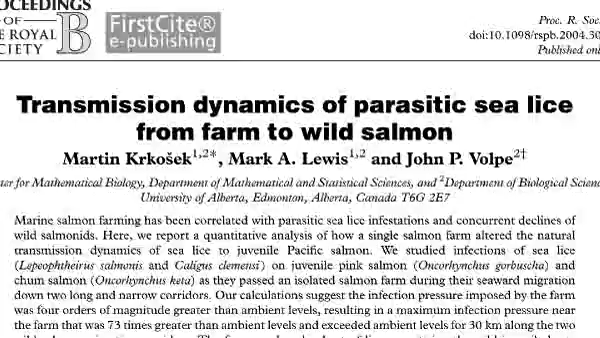 PROCEEDINGS
OF
THE ROYAL
SOCIETY
B
FirstCite®
e-publishing
Proc. R. Soc.
doi:10.1098/rspb.2004.30
Published onl
Transmission dynamics of parasitic sea lice
from farm to wild salmon
Martin Krkošek1,2*, Mark A. Lewis1,2 and John P. Volpe2†
ter for Mathematical Biology, Department of Mathematical and Statistical Sciences, and 2Department of Biological Scien
University of Alberta, Edmonton, Alberta, Canada T6G 2E7
Marine salmon farming has been correlated with parasitic sea lice infestations and concurrent declines of
wild salmonids. Here, we report a quantitative analysis of how a single salmon farm altered the natural
transmission dynamics of sea lice to juvenile Pacific salmon. We studied infections of sea lice
(Lepeophtheirus salmonis and Caligus clemensi) on juvenile pink salmon (Oncorhynchus gorbuscha) and
chum salmon (Oncorhynchus keta) as they passed an isolated salmon farm during their seaward migration
down two long and narrow corridors. Our calculations suggest the infection pressure imposed by the farm
was four orders of magnitude greater than ambient levels, resulting in a maximum infection pressure near
the farm that was 73 times greater than ambient levels and exceeded ambient levels for 30 km along the two